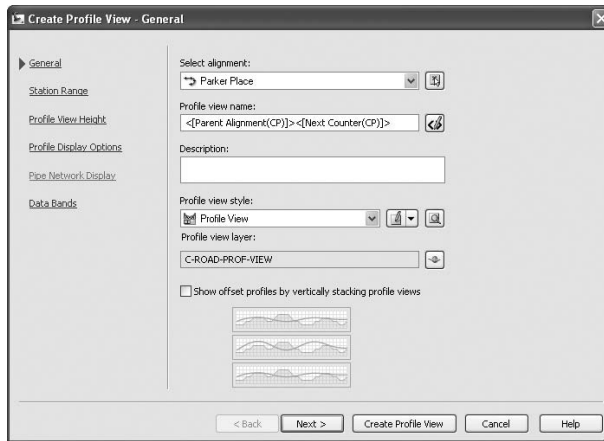 Create Profile View - General
General
Station Range
Profile View Height
Profile Display Options
Pipe Network Display
Data Bands
Select alignment:
Parker Place
Profile view name:
<[Parent Alignment(CP)]><[Next Counter(CP)]>
Description:
Profile view style:
Profile View
Profile view layer:
C-ROAD-PROF-VIEW
Show offset profiles by vertically stacking profile views
< Back
Next >
Create Profile View
Cancel
Help